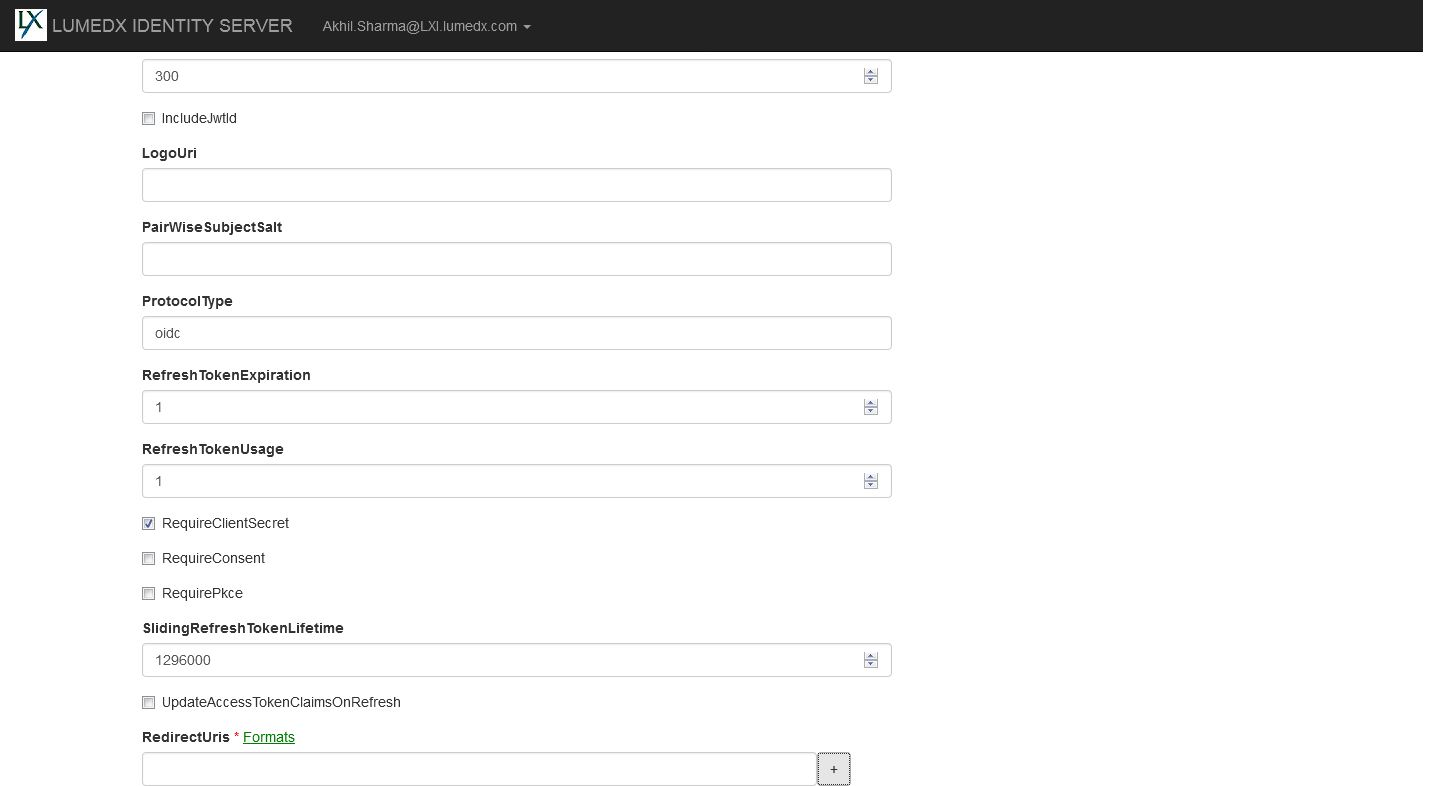 LX LUMEDX IDENTITY SERVER Akhil.Sharma@LXI.lumedx.com
300
IncludeJwtId
LogoUri
PairWiseSubjectSalt
ProtocolType
oidc
RefreshTokenExpiration
1
RefreshTokenUsage
1
RequireClientSecret
RequireConsent
RequirePkce
SlidingRefreshTokenLifetime
1296000
UpdateAccessTokenClaimsOnRefresh
RedirectUris * Formats
+